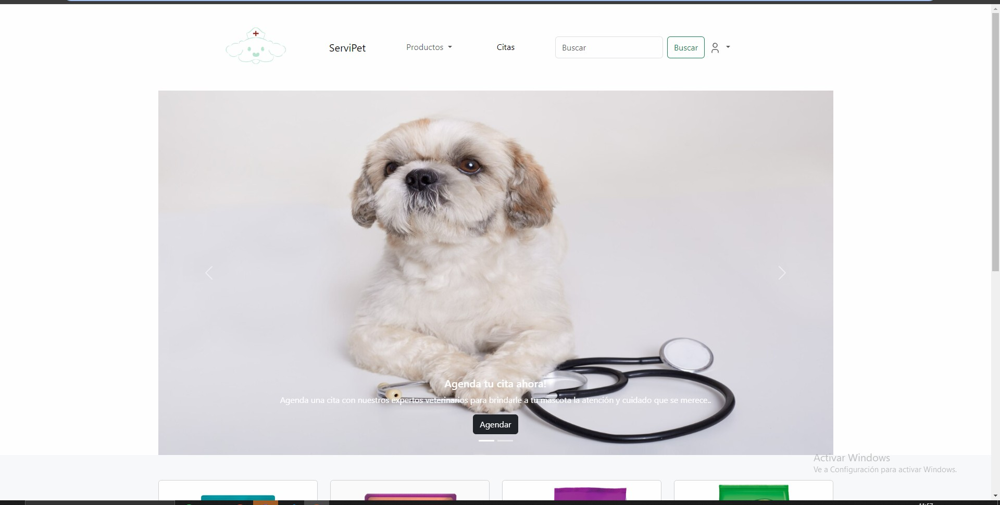 ServiPet
Productos
Citas
Buscar
Buscar
Agenda tu cita ahora!
Agenda una cita con nuestros expertos veterinarios para brindarle a tu mascota la atención y cuidado que se merece..
Agendar
Activar Windows
Ve a Configuración para activar Windows.